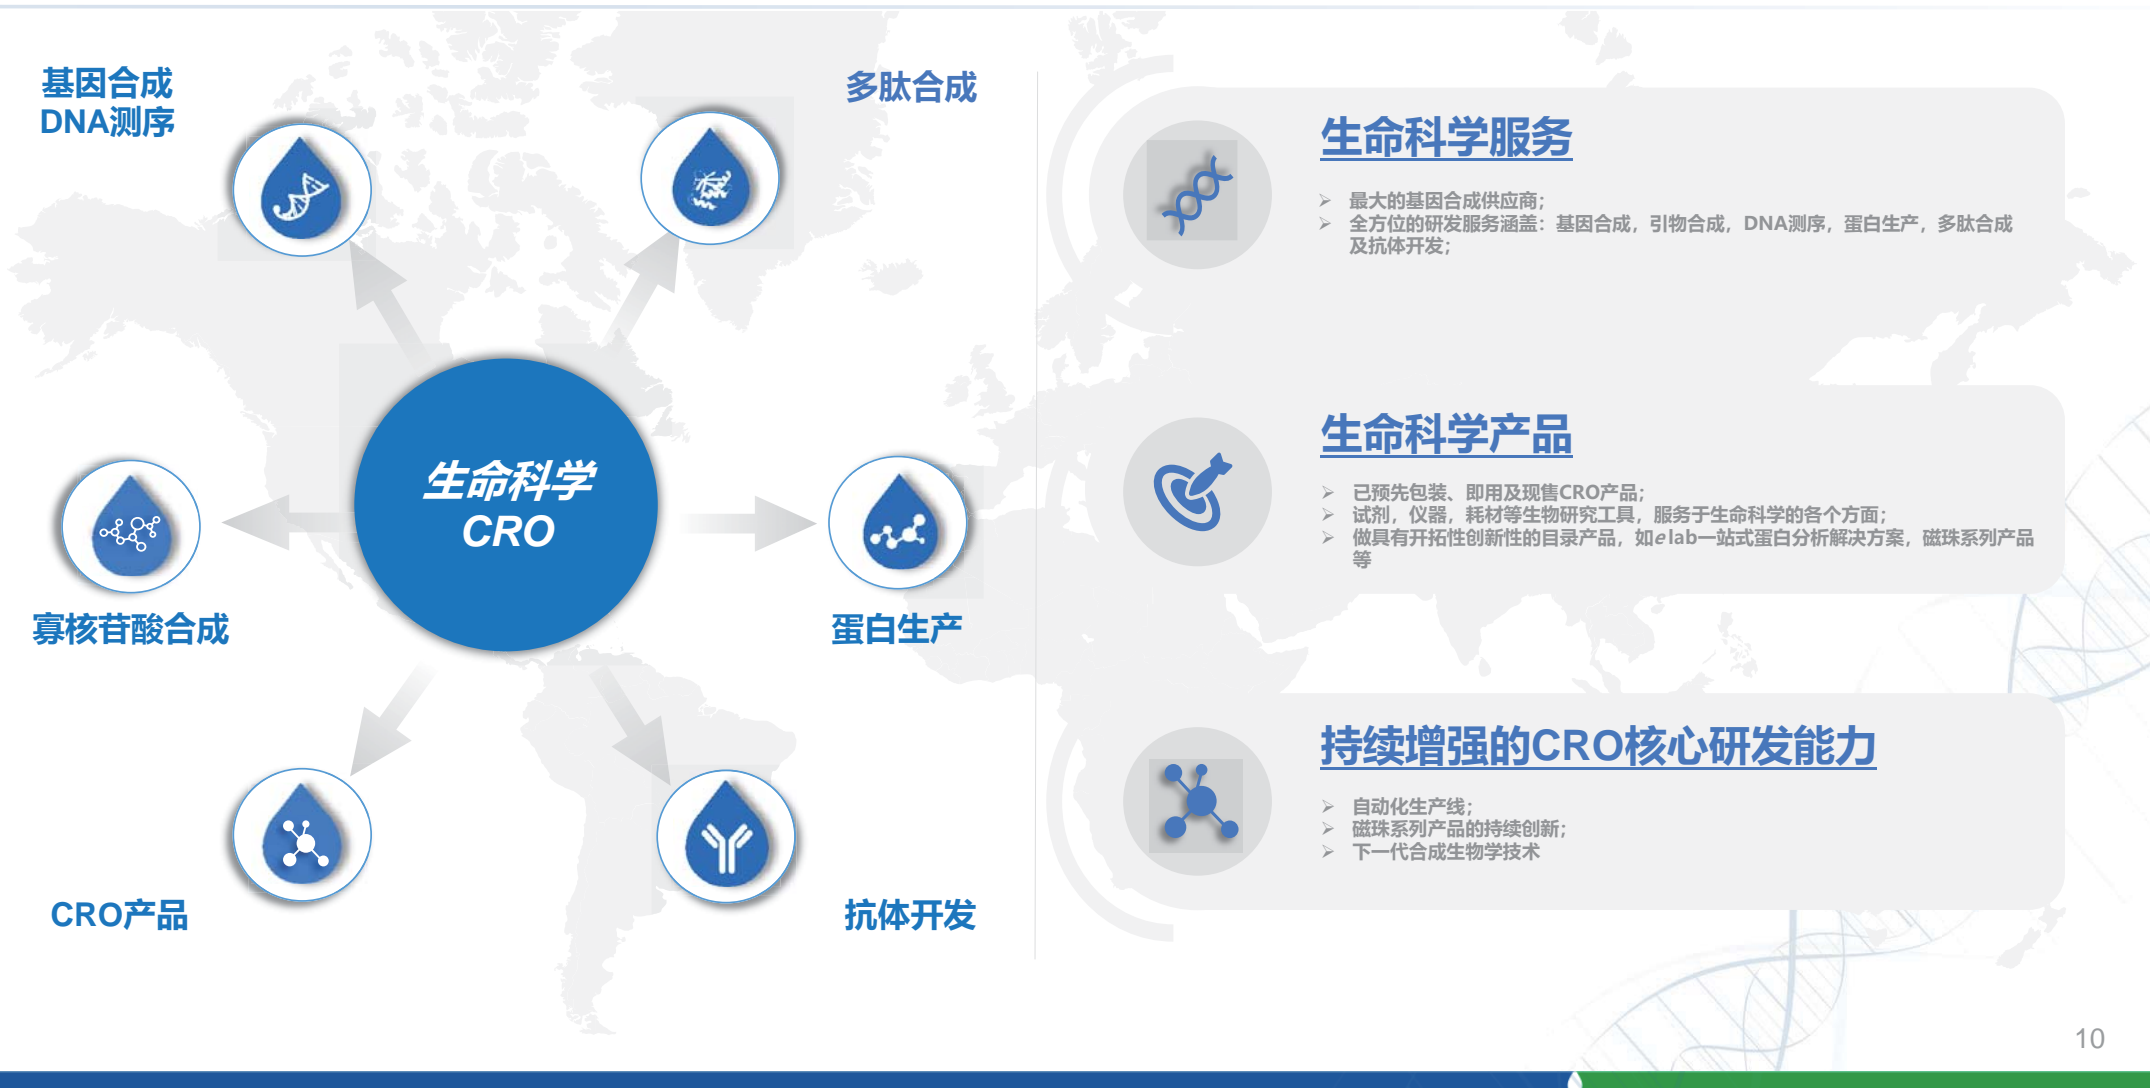 基因合成
DNA测序
多肽合成
生命科学
CRO
寡核苷酸合成
蛋白生产
CRO产品
抗体开发
生命科学服务
最大的基因合成供应商；
全方位的研发服务涵盖：基因合成，引物合成，DNA测序，蛋白生产，多肽合成
及抗体开发；
生命科学产品
已预先包装、即用及现售CRO产品；
试剂，仪器，耗材等生物研究工具，服务于生命科学的各个方面；
做具有开拓性创新性的目录产品，如elab一站式蛋白分析解决方案，磁珠系列产品
等
持续增强的CRO核心研发能力
自动化生产线；
磁珠系列产品的持续创新；
下一代合成生物学技术
10